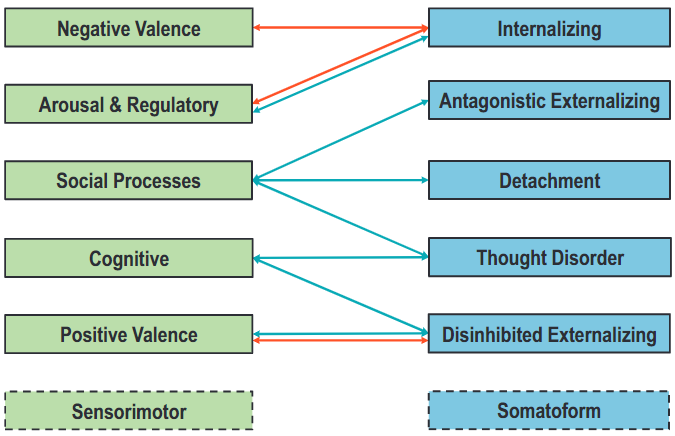 Negative Valence
Internalizing
Arousal & Regulatory
Antagonistic Externalizing
Social Processes
Detachment
Cognitive
Thought Disorder
Positive Valence
Disinhibited Externalizing
Sensorimotor
Somatoform